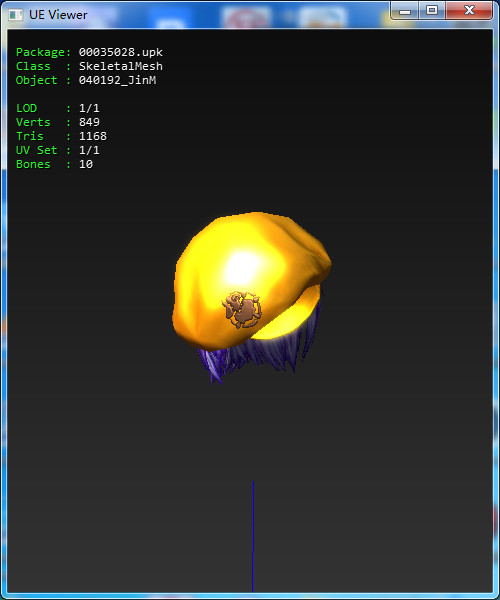 UE Viewer
Package: 00035028.upk
Class : SkeletalMesh
Object : 040192_JinM
LOD : 1/1
Verts : 849
Tris : 1168
UV Set : 1/1
Bones : 10